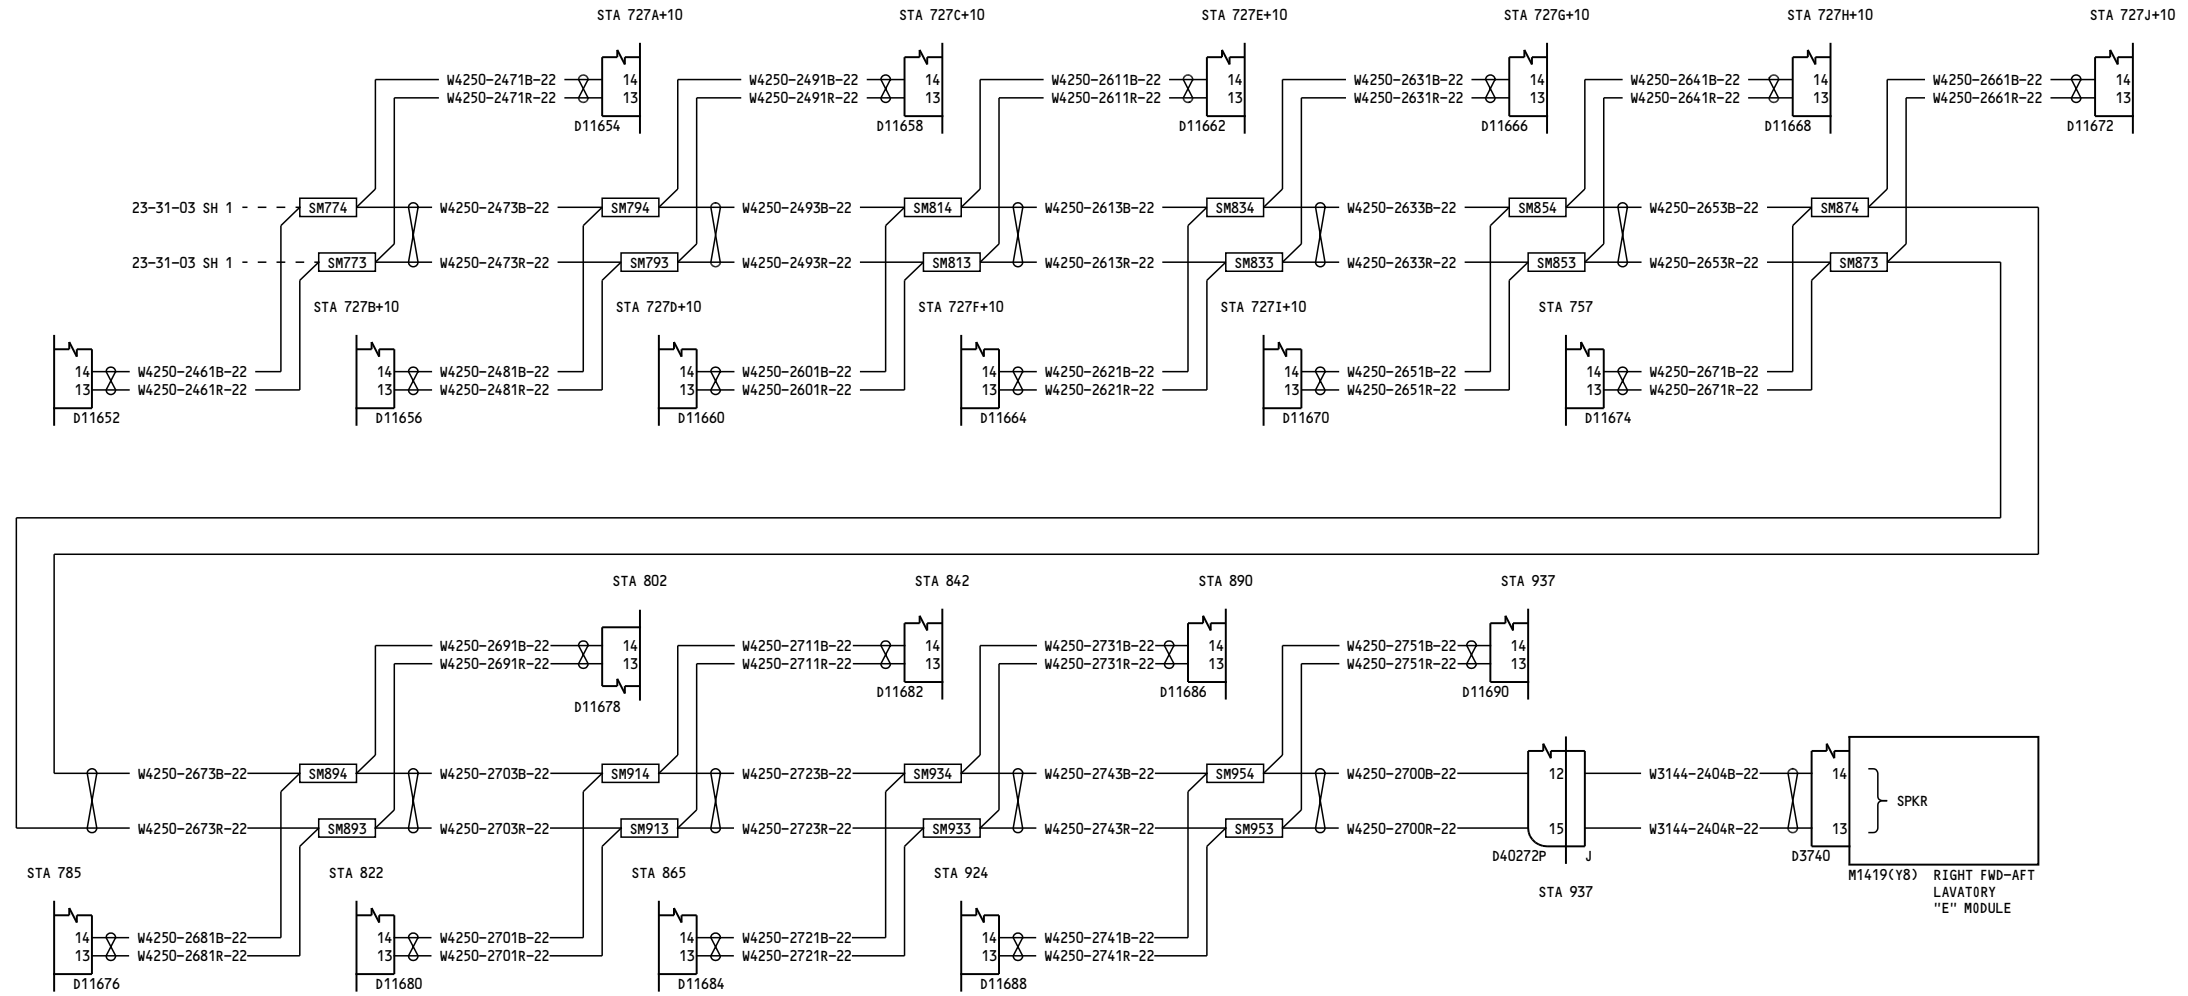 STA 727A+10 STA 727C+10 STA 727E+10 STA 727G+10 STA 727H+10 STA 727J+10
W4250-2471B-22 14 W4250-2491B-22 14 W4250-2611B-22 14 W4250-2631B-22 14 W4250-2641B-22 14 W4250-2661B-22 14
W4250-2471R-22 13 W4250-2491R-22 13 W4250-2611R-22 13 W4250-2631R-22 13 W4250-2641R-22 13 W4250-2661R-22 13
D11654 D11658 D11662 D11666 D11668 D11672
23-31-03 SH 1 SM774 W4250-2473B-22 SM794 W4250-2493B-22 SM814 W4250-2613B-22 SM834 W4250-2633B-22 SM854 W4250-2653B-22 SM874
23-31-03 SH 1 SM773 W4250-2473R-22 SM793 W4250-2493R-22 SM813 W4250-2613R-22 SM833 W4250-2633R-22 SM853 W4250-2653R-22 SM873
STA 727B+10 STA 727D+10 STA 727F+10 STA 727I+10 STA 757
14 W4250-2461B-22 14 W4250-2481B-22 14 W4250-2601B-22 14 W4250-2621B-22 14 W4250-2651B-22 14 W4250-2671B-22
13 W4250-2461R-22 13 W4250-2481R-22 13 W4250-2601R-22 13 W4250-2621R-22 13 W4250-2651R-22 13 W4250-2671R-22
D11652 D11656 D11660 D11664 D11670 D11674
STA 802 STA 842 STA 890 STA 937
W4250-2691B-22 14 W4250-2711B-22 14 W4250-2731B-22 14 W4250-2751B-22 14
W4250-2691R-22 13 W4250-2711R-22 13 W4250-2731R-22 13 W4250-2751R-22 13
D11678 D11682 D11686 D11690
W4250-2673B-22 SM894 W4250-2703B-22 SM914 W4250-2723B-22 SM934 W4250-2743B-22 SM954 W4250-2700B-22 12 W3144-2404B-22 14
SPKR
W4250-2673R-22 SM893 W4250-2703R-22 SM913 W4250-2723R-22 SM933 W4250-2743R-22 SM953 W4250-2700R-22 15 W3144-2404R-22 13
D40272P J D3740
STA 785 STA 822 STA 865 STA 924 M1419(Y8) RIGHT FWD-AFT
STA 937 LAVATORY
"E" MODULE
14 W4250-2681B-22 14 W4250-2701B-22 14 W4250-2721B-22 14 W4250-2741B-22
13 W4250-2681R-22 13 W4250-2701R-22 13 W4250-2721R-22 13 W4250-2741R-22
D11676 D11680 D11684 D11688